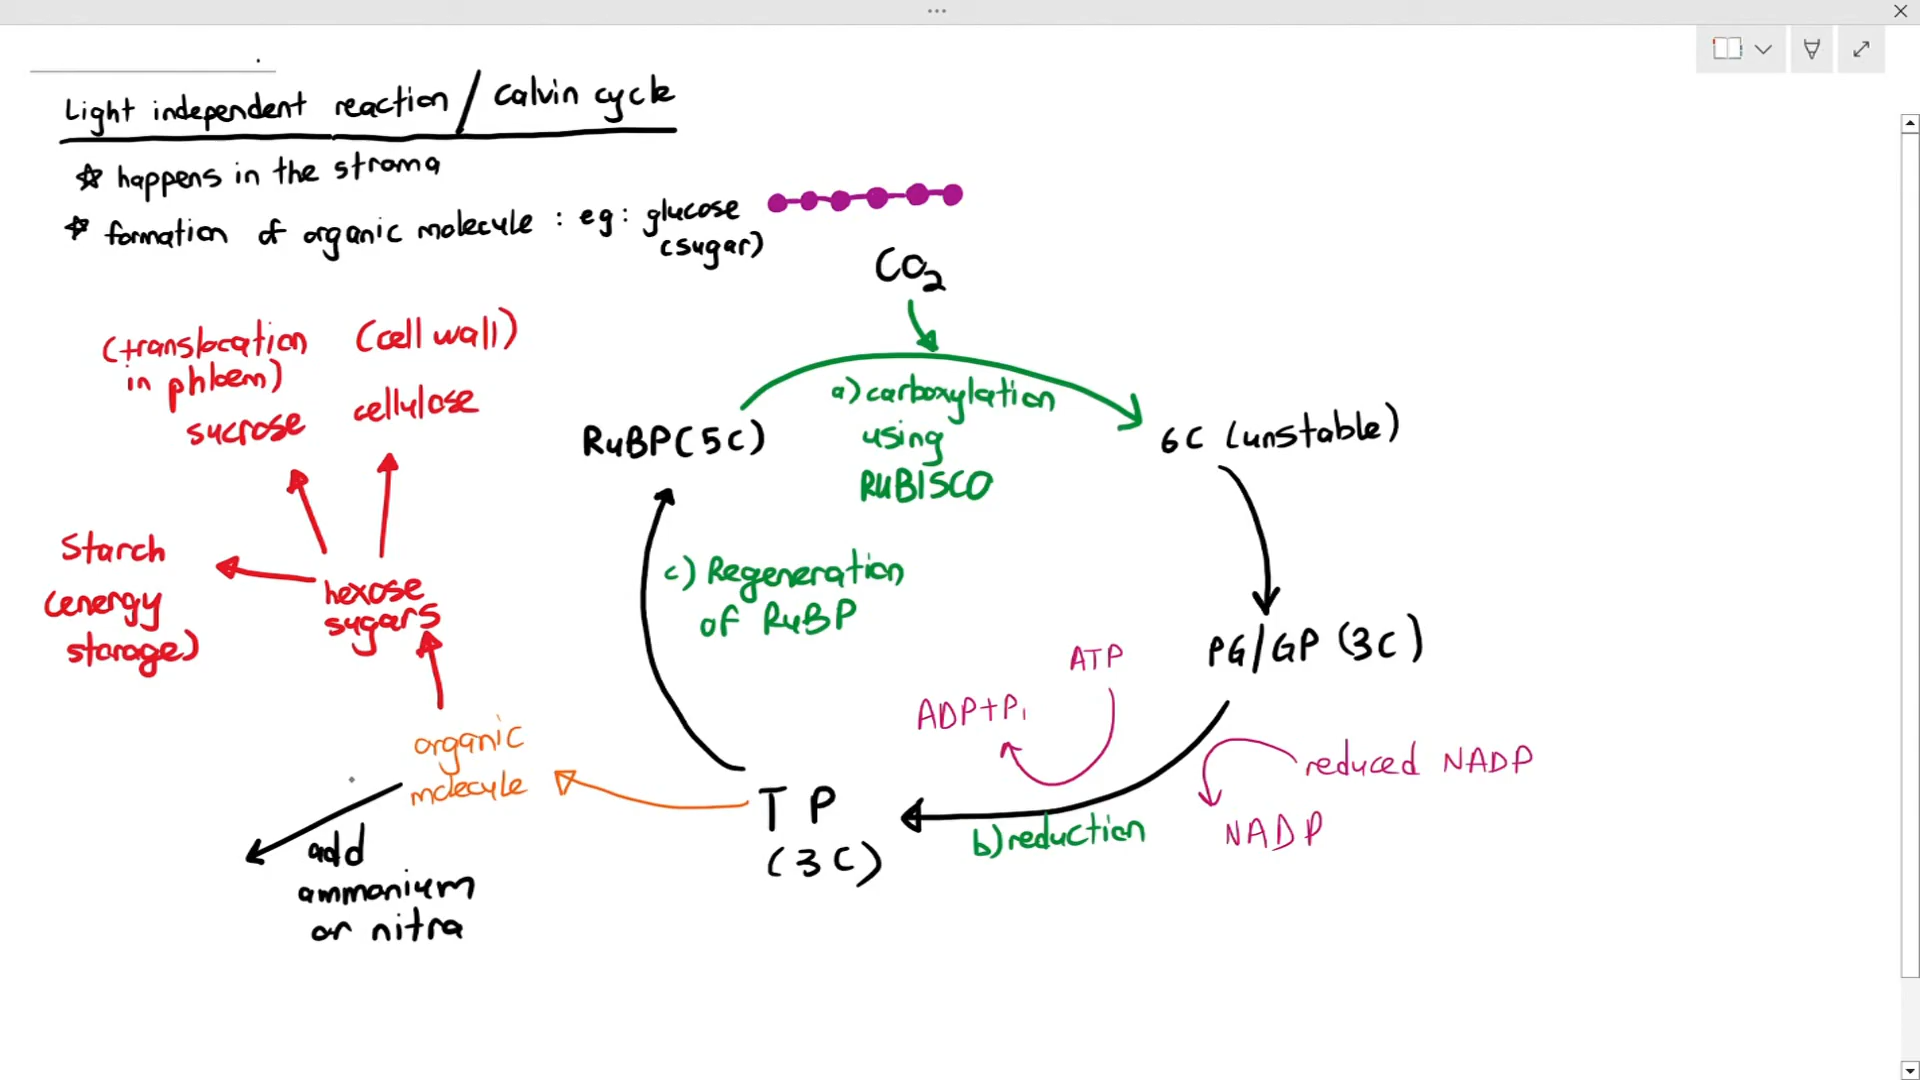 Light independent reaction / Calvin cycle
☆ happens in the stroma
☆ formation of organic molecule : eg: glucose
(sugar)
CO2
(translocation
in phloem)
sucrose
(cell wall)
cellulose
Starch
(energy
storage)
hexose
sugars
organic
molecule
add
ammonium
or nitra
RuBP(5C)
a) carboxylation
using
RUBISCO
6C (unstable)
c) Regeneration
of RuBP
PG/GP (3C)
ATP
ADP+Pi
reduced NADP
NADP
b) reduction
TP
(3C)